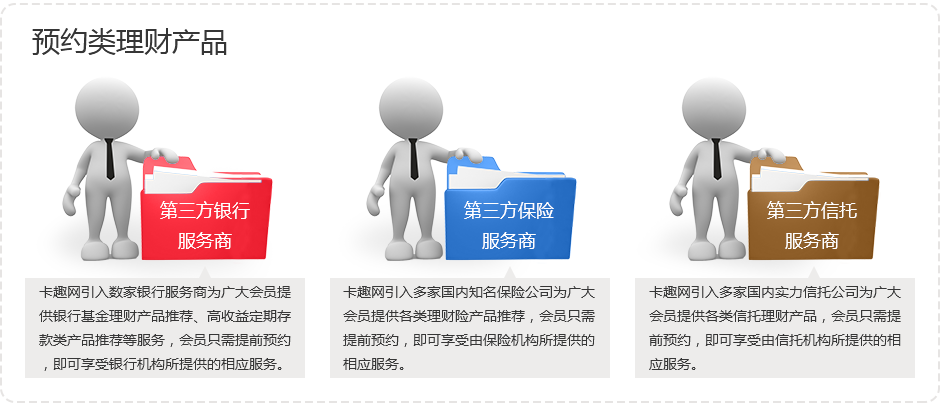 预约类理财产品
第三方银行
服务商
第三方保险
服务商
第三方信托
服务商
卡趣网引入数家银行服务商为广大会员提
供银行基金理财产品推荐、高收益定期存
款类产品推荐等服务，会员只需提前预约
，即可享受银行机构所提供的相应服务。
卡趣网引入多家国内知名保险公司为广大
会员提供各类理财险产品推荐，会员只需
提前预约，即可享受由保险机构所提供的
相应服务。
卡趣网引入多家国内实力信托公司为广大
会员提供各类信托理财产品，会员只需提
前预约，即可享受由信托机构所提供的相
应服务。